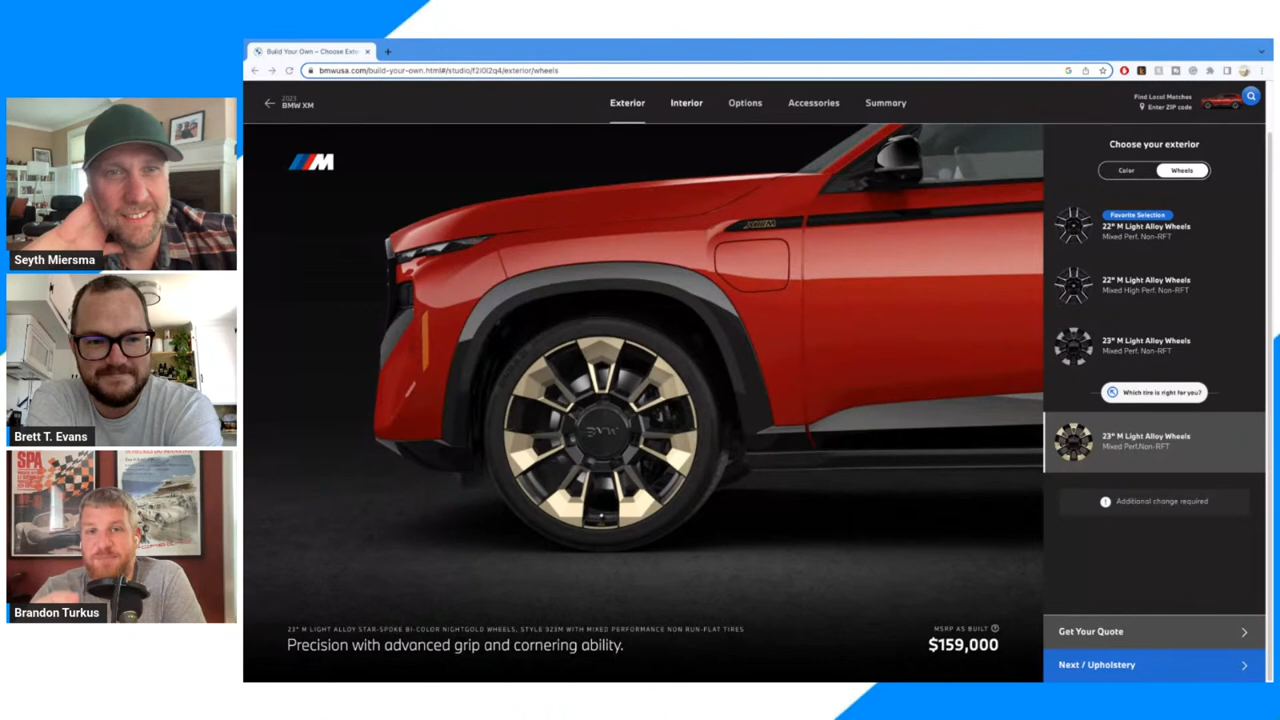 Build Your Own – Choose Exte
bmwusa.com/build-your-own.html#/studio/f2i0l2q4/exterior/wheels
2023
BMW XM
Exterior
Interior
Options
Accessories
Summary
Find Local Matches
Enter ZIP code
M
XM
BMW
Choose your exterior
Color
Wheels
Favorite Selection
22" M Light Alloy Wheels
Mixed Perf. Non-RFT
22" M Light Alloy Wheels
Mixed High Perf. Non-RFT
23" M Light Alloy Wheels
Mixed Perf. Non-RFT
Which tire is right for you?
23" M Light Alloy Wheels
Mixed Perf.Non-RFT
Additional change required
23" M LIGHT ALLOY STAR-SPOKE BI-COLOR NIGHTGOLD WHEELS, STYLE 923M WITH MIXED PERFORMANCE NON RUN-FLAT TIRES
Precision with advanced grip and cornering ability.
MSRP AS BUILT
$159,000
Get Your Quote
Next / Upholstery
Seyth Miersma
Brett T. Evans
SPA
Brandon Turkus